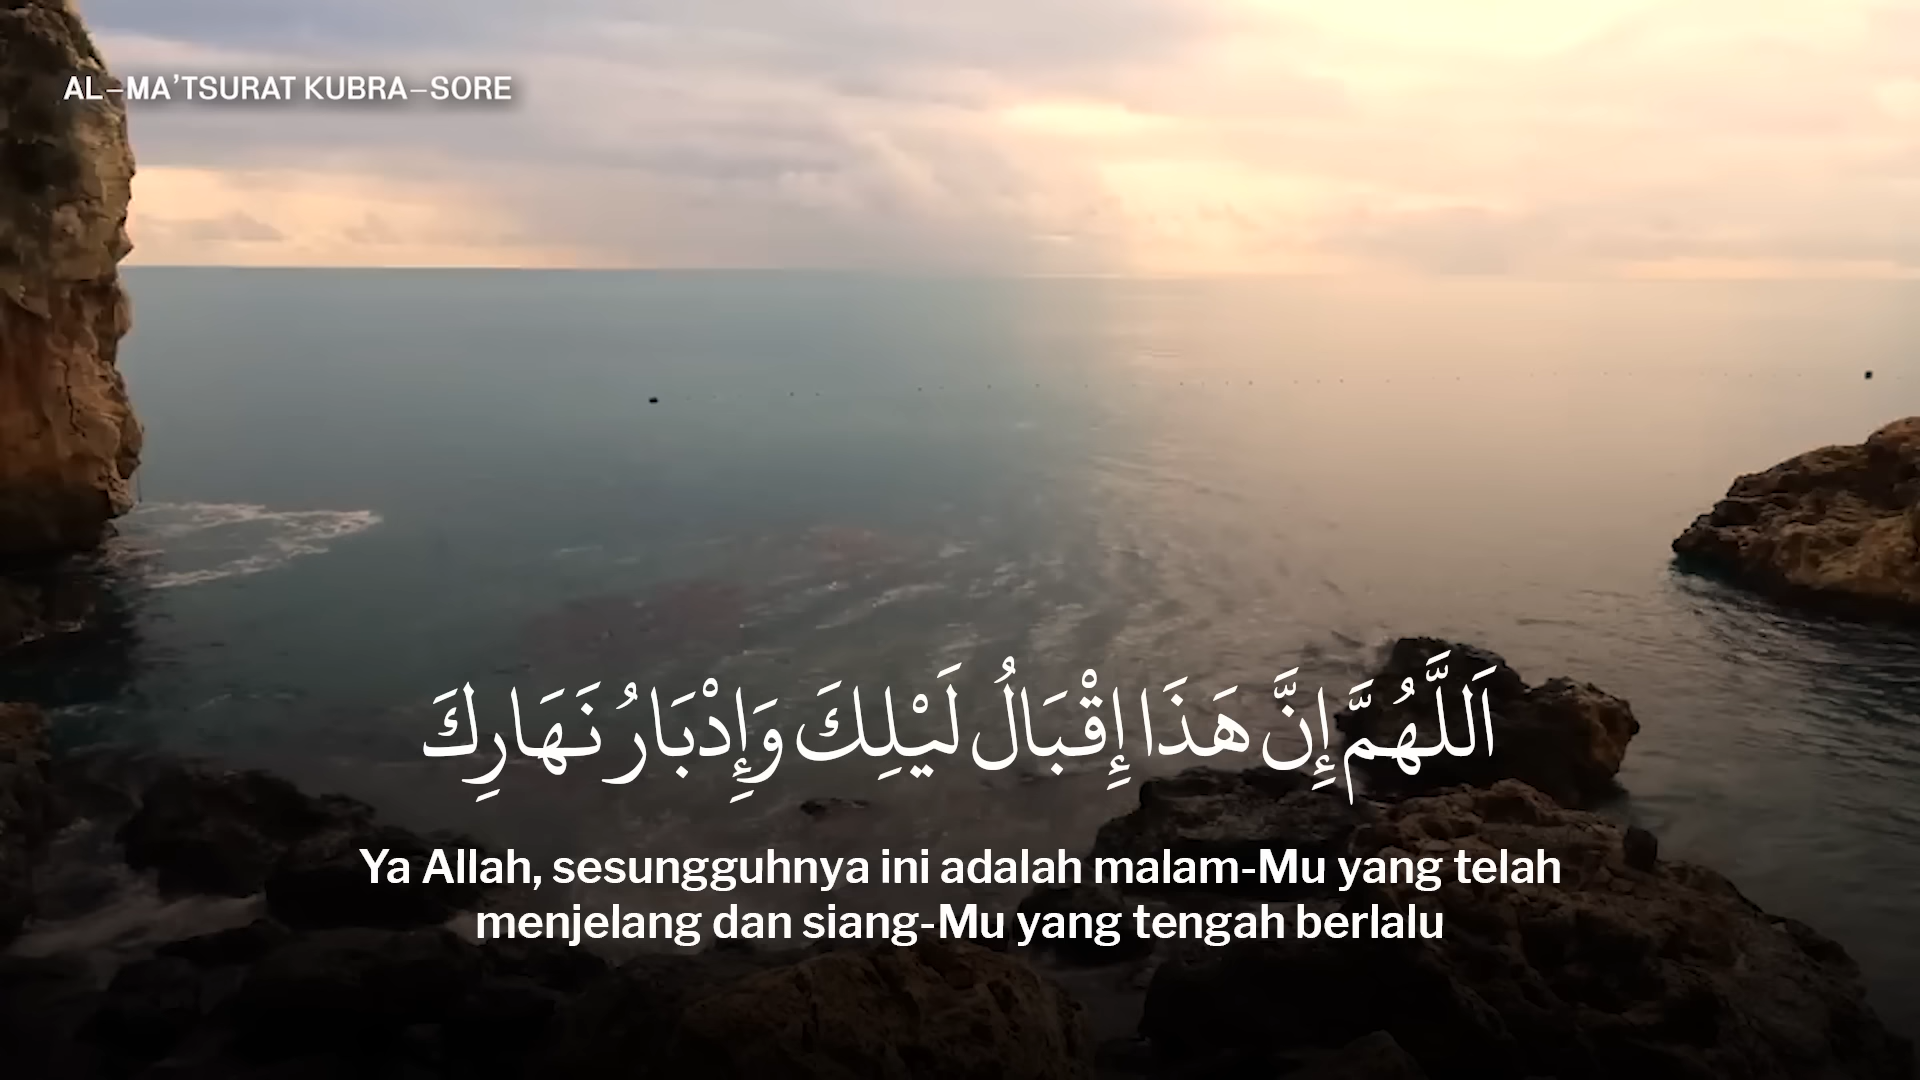 AL-MA'TSURAT KUBRA-SORE
اَللَّهُمَّ إِنَّ هَذَا إِقْبَالُ لَيْلِكَ وَإِدْبَارُ نَهَارِكَ
Ya Allah, sesungguhnya ini adalah malam-Mu yang telah
menjelang dan siang-Mu yang tengah berlalu